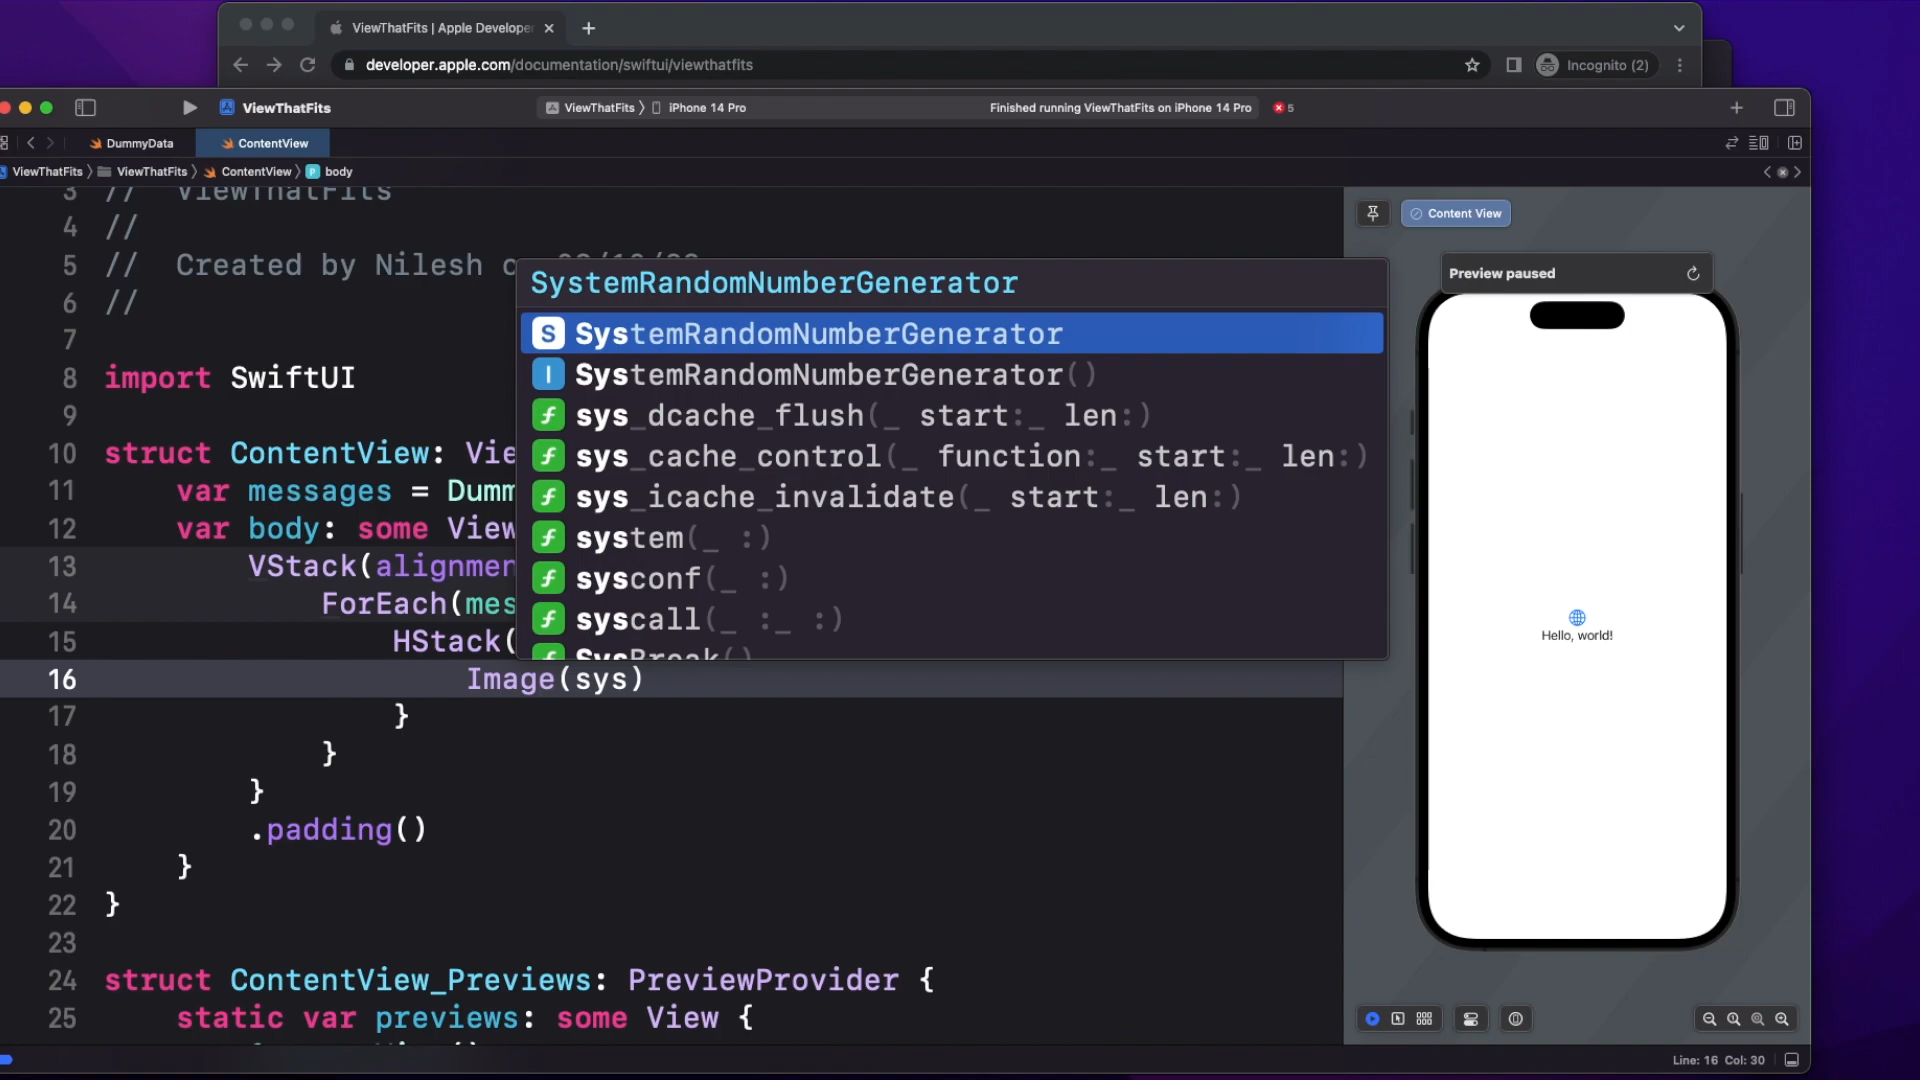 ViewThatFits | Apple Develope
developer.apple.com/documentation/swiftui/viewthatfits
Incognito (2)
ViewThatFits
ViewThatFits 〉 iPhone 14 Pro
Finished running ViewThatFits on iPhone 14 Pro
5
DummyData
ContentView
ViewThatFits 〉 ViewThatFits 〉 ContentView 〉 P body
3 // ViewThatFits
4 //
5 // Created by Nilesh o
6 //
7
8 import SwiftUI
9
10 struct ContentView: Vie
11 var messages = Dumm
12 var body: some View
13 VStack(alignmen
14 ForEach(mes
15 HStack(
16 Image(sys)
17 }
18 }
19 }
20 .padding()
21 }
22 }
23
24 struct ContentView_Previews: PreviewProvider {
25 static var previews: some View {
SystemRandomNumberGenerator
S SystemRandomNumberGenerator
I SystemRandomNumberGenerator()
f sys_dcache_flush(_ start:_ len:)
f sys_cache_control(_ function:_ start:_ len:)
f sys_icache_invalidate(_ start:_ len:)
f system(_ :)
f sysconf(_ :)
f syscall(_ :_ :)
f SysBreak()
Content View
Preview paused
Hello, world!
Line: 16 Col: 30